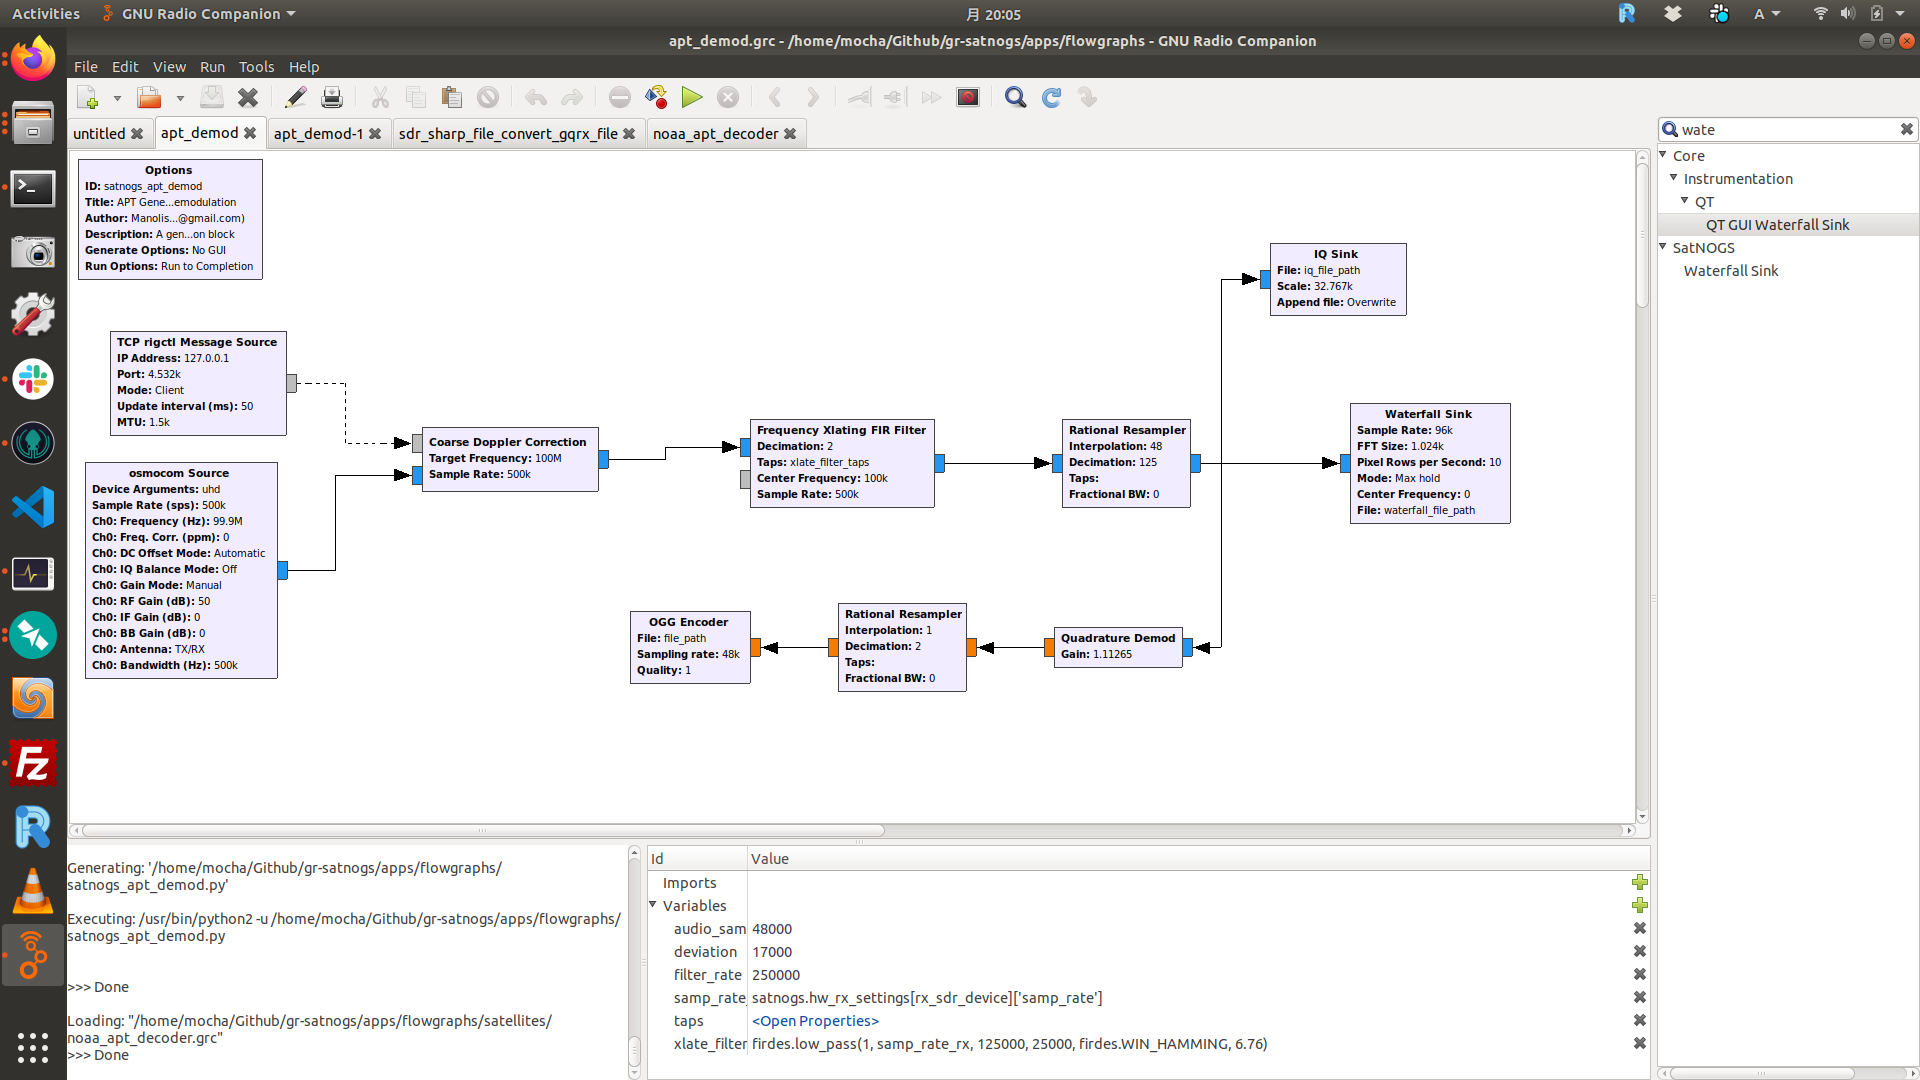 Activities
GNU Radio Companion
月 20:05
A
apt_demod.grc - /home/mocha/Github/gr-satnogs/apps/flowgraphs - GNU Radio Companion
File Edit View Run Tools Help
untitled
apt_demod
apt_demod-1
sdr_sharp_file_convert_gqrx_file
noaa_apt_decoder
Options
ID: satnogs_apt_demod
Title: APT Gene...emodulation
Author: Manolis...@gmail.com)
Description: A gen...on block
Generate Options: No GUI
Run Options: Run to Completion
TCP rigctl Message Source
IP Address: 127.0.0.1
Port: 4.532k
Mode: Client
Update interval (ms): 50
MTU: 1.5k
osmocom Source
Device Arguments: uhd
Sample Rate (sps): 500k
Ch0: Frequency (Hz): 99.9M
Ch0: Freq. Corr. (ppm): 0
Ch0: DC Offset Mode: Automatic
Ch0: IQ Balance Mode: Off
Ch0: Gain Mode: Manual
Ch0: RF Gain (dB): 50
Ch0: IF Gain (dB): 0
Ch0: BB Gain (dB): 0
Ch0: Antenna: TX/RX
Ch0: Bandwidth (Hz): 500k
Coarse Doppler Correction
Target Frequency: 100M
Sample Rate: 500k
Frequency Xlating FIR Filter
Decimation: 2
Taps: xlate_filter_taps
Center Frequency: 100k
Sample Rate: 500k
Rational Resampler
Interpolation: 48
Decimation: 125
Taps:
Fractional BW: 0
IQ Sink
File: iq_file_path
Scale: 32.767k
Append file: Overwrite
Waterfall Sink
Sample Rate: 96k
FFT Size: 1.024k
Pixel Rows per Second: 10
Mode: Max hold
Center Frequency: 0
File: waterfall_file_path
OGG Encoder
File: file_path
Sampling rate: 48k
Quality: 1
Rational Resampler
Interpolation: 1
Decimation: 2
Taps:
Fractional BW: 0
Quadrature Demod
Gain: 1.11265
wate
Core
Instrumentation
QT
QT GUI Waterfall Sink
SatNOGS
Waterfall Sink
Generating: '/home/mocha/Github/gr-satnogs/apps/flowgraphs/
satnogs_apt_demod.py'
Executing: /usr/bin/python2 -u /home/mocha/Github/gr-satnogs/apps/flowgraphs/
satnogs_apt_demod.py
>>> Done
Loading: "/home/mocha/Github/gr-satnogs/apps/flowgraphs/satellites/
noaa_apt_decoder.grc"
>>> Done
Id Value
Imports
Variables
audio_sam 48000
deviation 17000
filter_rate 250000
samp_rate_ satnogs.hw_rx_settings[rx_sdr_device]['samp_rate']
taps <Open Properties>
xlate_filter firdes.low_pass(1, samp_rate_rx, 125000, 25000, firdes.WIN_HAMMING, 6.76)
Fz